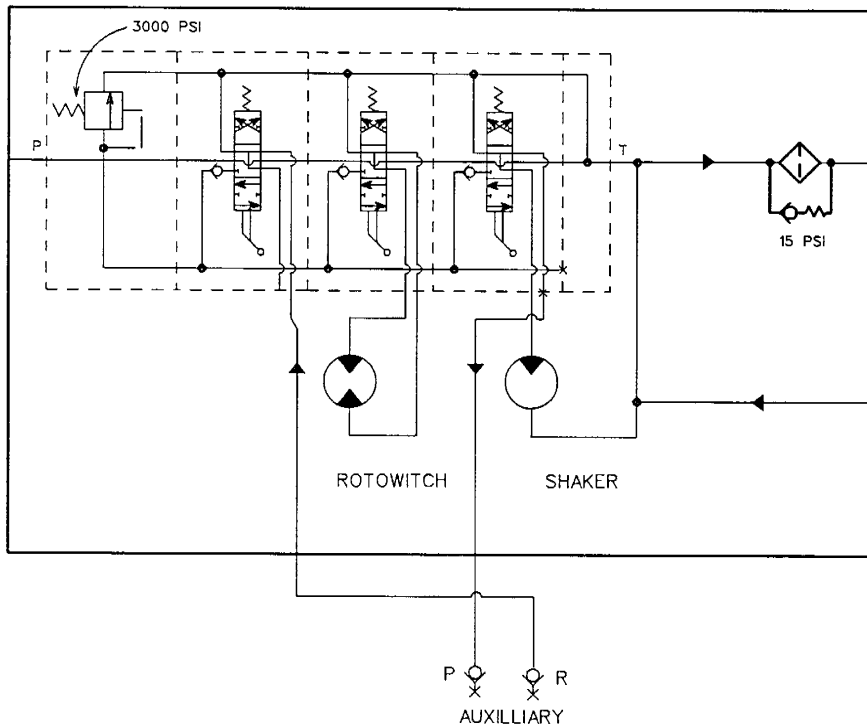 3000 PSI
P
T
15 PSI
ROTOWITCH
SHAKER
P
R
AUXILLIARY